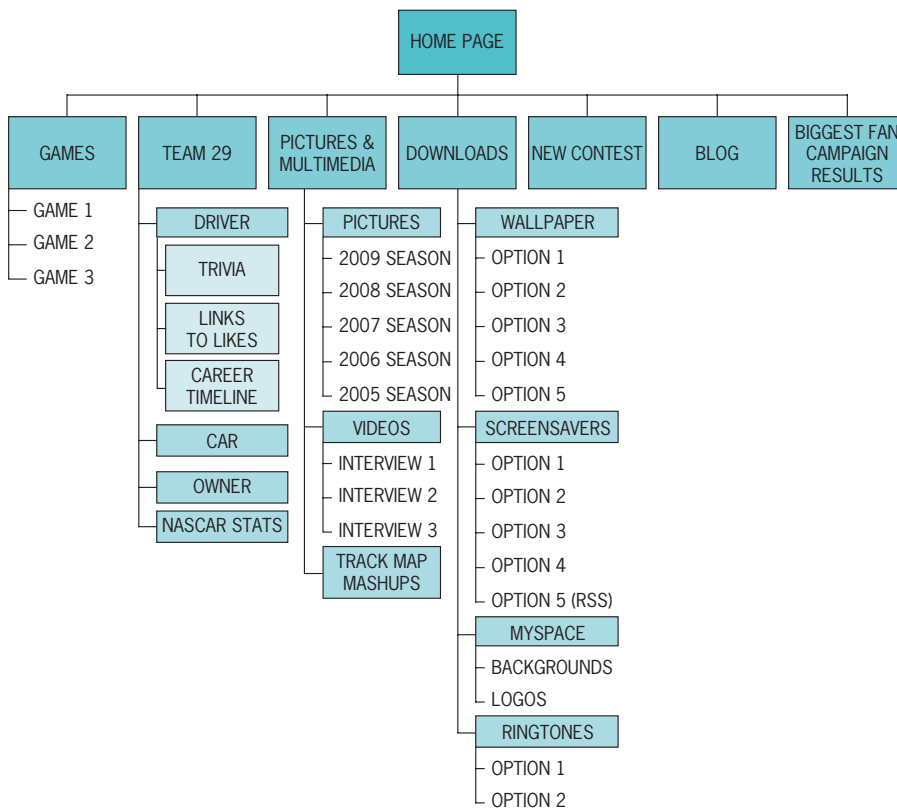 HOME PAGE
GAMES
TEAM 29
PICTURES &
MULTIMEDIA
DOWNLOADS
NEW CONTEST
BLOG
BIGGEST FAN
CAMPAIGN
RESULTS
GAME 1
GAME 2
GAME 3
DRIVER
TRIVIA
LINKS
TO LIKES
CAREER
TIMELINE
CAR
OWNER
NASCAR STATS
PICTURES
2009 SEASON
2008 SEASON
2007 SEASON
2006 SEASON
2005 SEASON
VIDEOS
INTERVIEW 1
INTERVIEW 2
INTERVIEW 3
TRACK MAP
MASHUPS
WALLPAPER
OPTION 1
OPTION 2
OPTION 3
OPTION 4
OPTION 5
SCREENSAVERS
OPTION 1
OPTION 2
OPTION 3
OPTION 4
OPTION 5 (RSS)
MYSPACE
BACKGROUNDS
LOGOS
RINGTONES
OPTION 1
OPTION 2